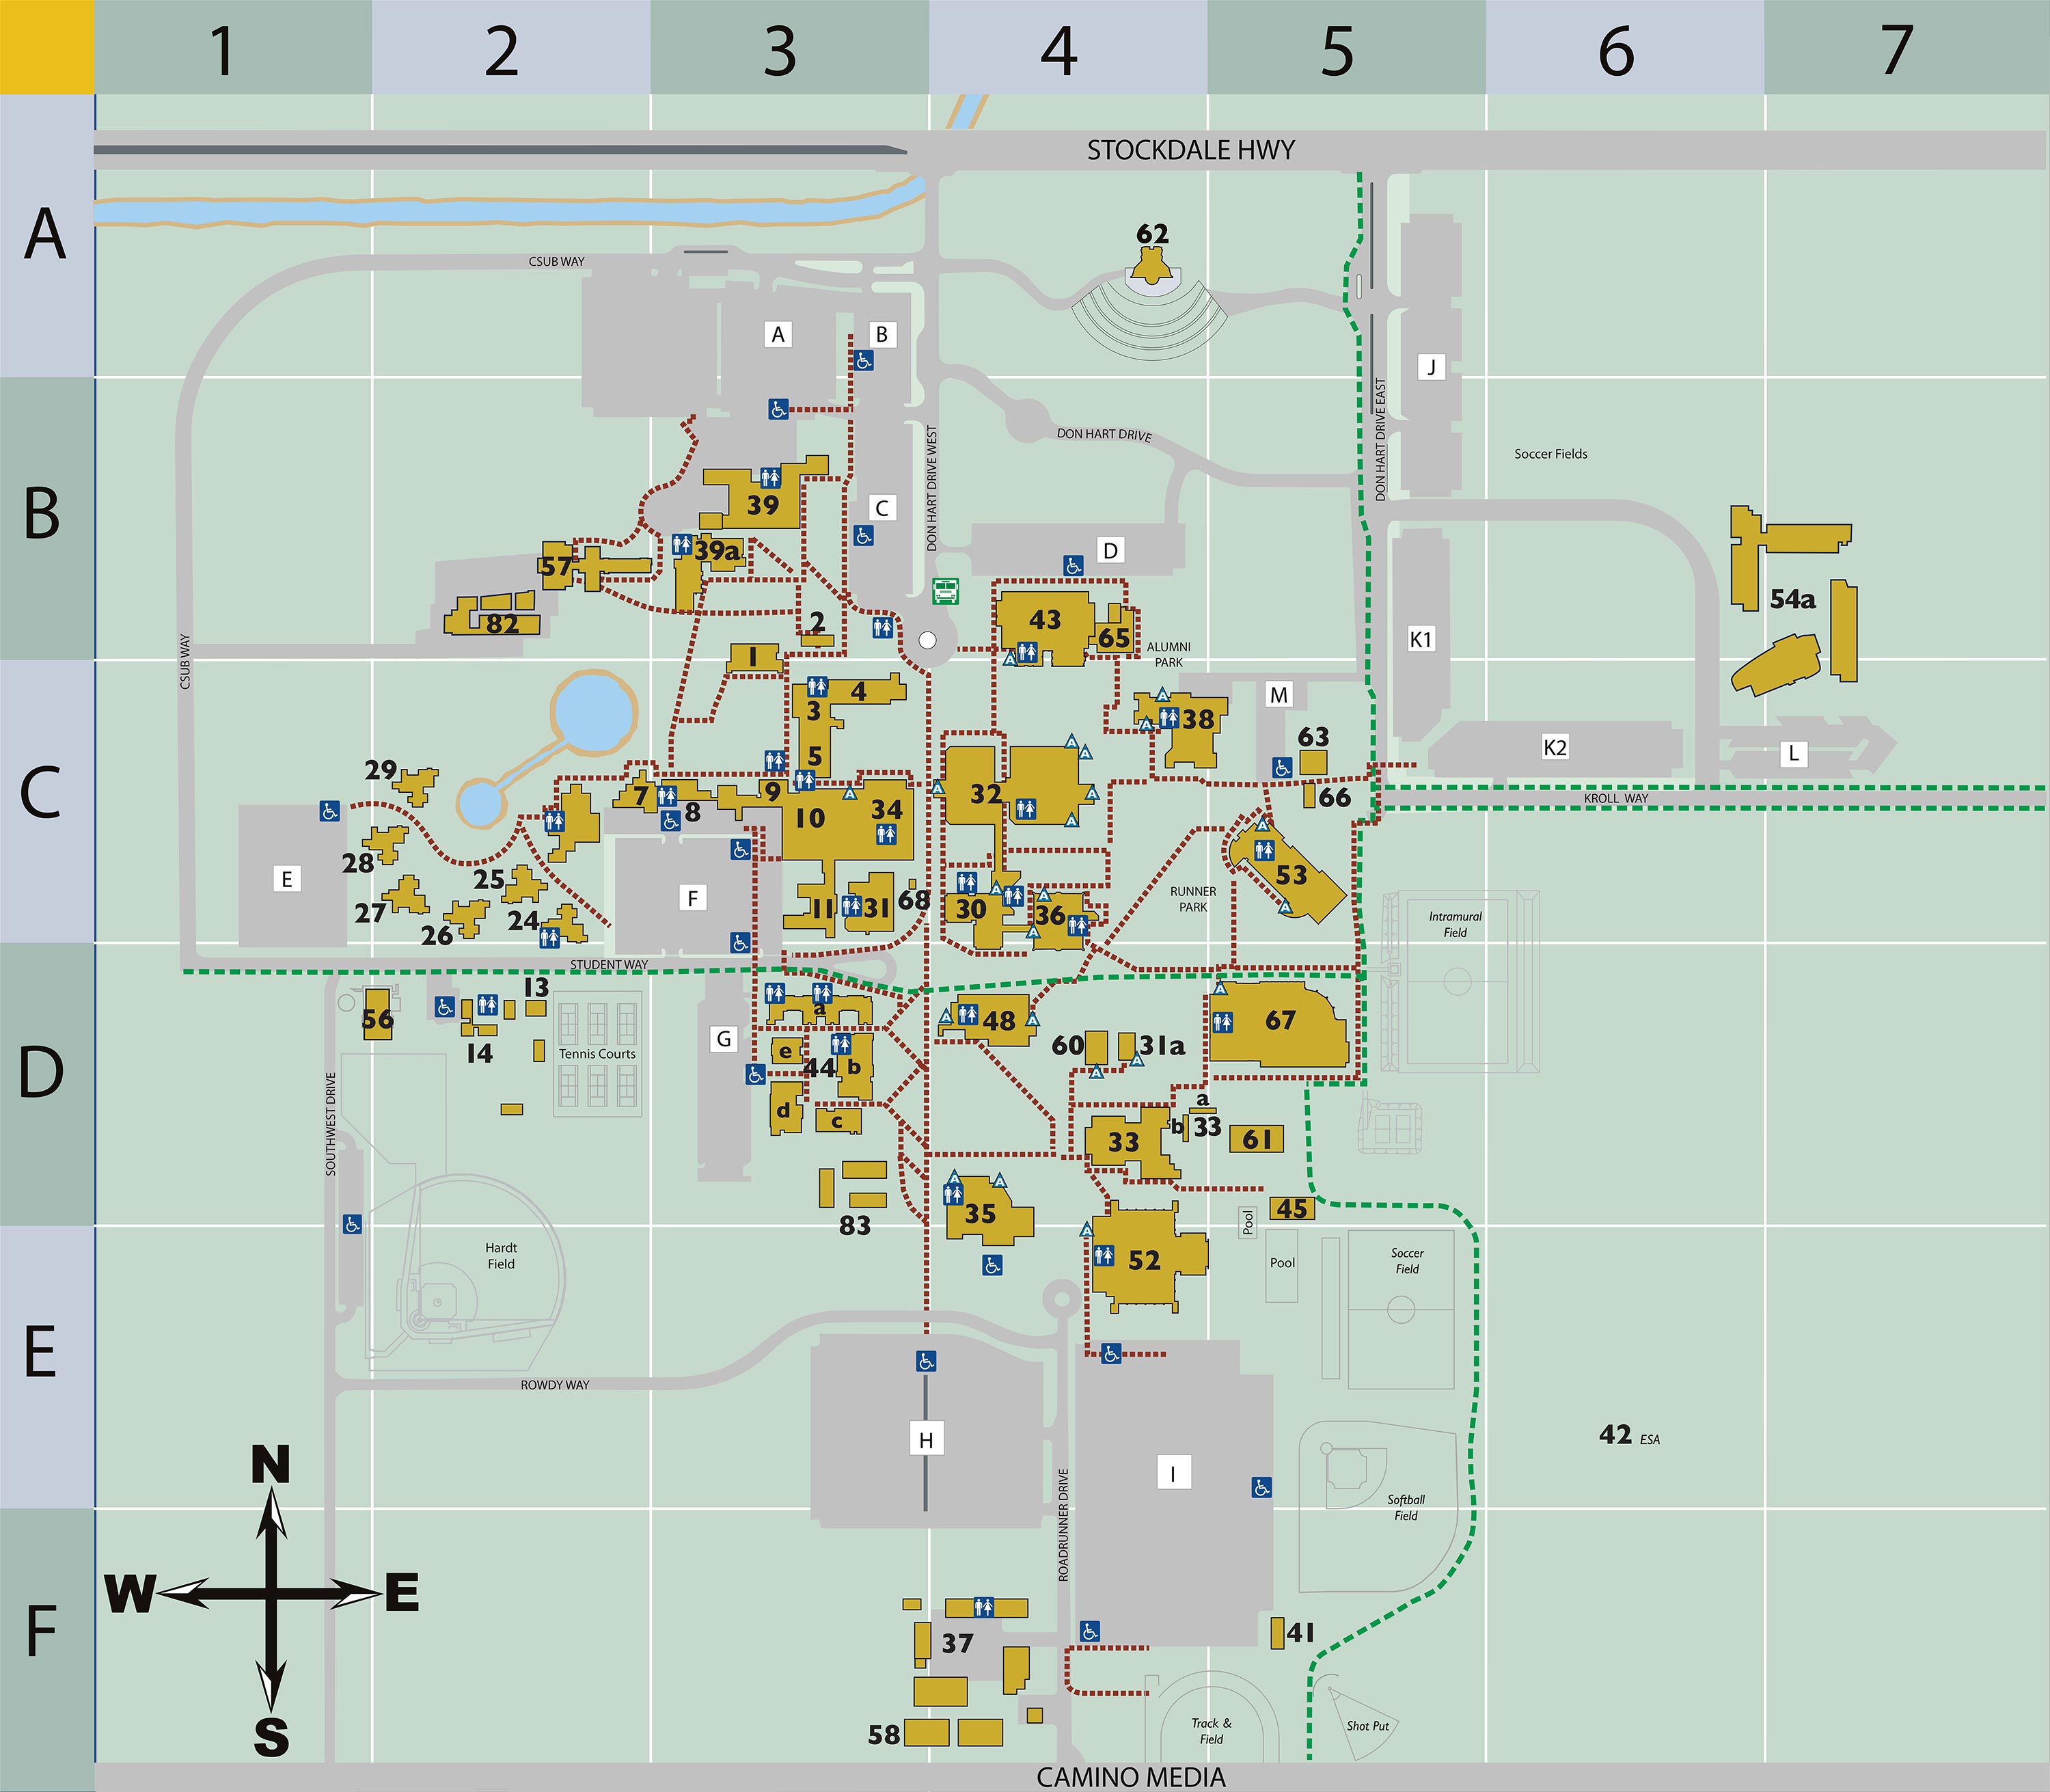 1 2 3 4 5 6 7
A
B
C
D
E
F
STOCKDALE HWY
62
CSUB WAY
A
B
J
DON HART DRIVE EAST
DON HART DRIVE WEST
DON HART DRIVE
Soccer Fields
39
C
D
39a
57
82
43
65
54a
2
1
ALUMNI
PARK
K1
CSUB WAY
4
3
5
M
38
63
K2
L
29
7
8
9
10
34
32
66
KROLL WAY
28
E
25
F
27
26
24
11
31
68
30
36
53
RUNNER
PARK
Intramural
Field
STUDENT WAY
13
56
14
Tennis Courts
G
a
e
44
b
d
c
48
60
31a
67
a
b
33
33
61
SOUTHWEST DRIVE
83
35
45
Pool
52
Pool
Hardt
Field
Soccer
Field
ROWDY WAY
H
I
42 ESA
Softball
Field
ROADRUNNER DRIVE
N
W
E
S
37
41
58
Track &
Field
Shot Put
CAMINO MEDIA